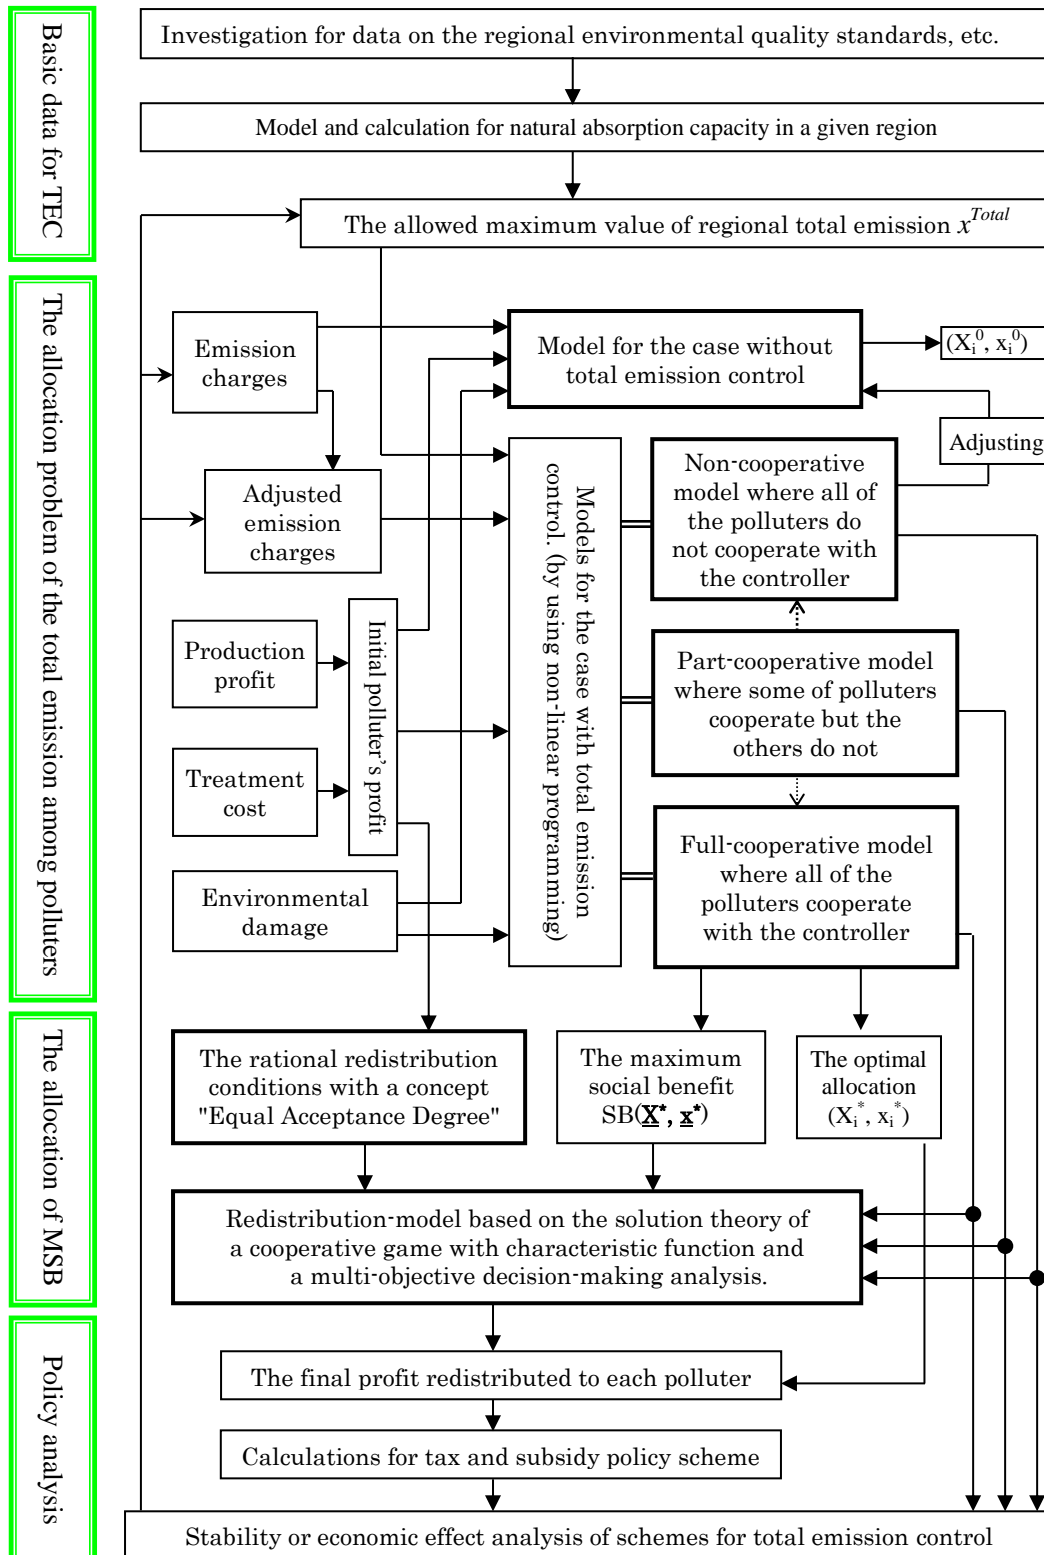 Basic data for TEC
Investigation for data on the regional environmental quality standards, etc.
Model and calculation for natural absorption capacity in a given region
The allowed maximum value of regional total emission x^Total
The allocation problem of the total emission among polluters
Emission
charges
Model for the case without
total emission control
(X_i^0, x_i^0)
Adjusting
Adjusted
emission
charges
Models for the case with total emission
control. (by using non-linear programming)
Non-cooperative
model where all of
the polluters do
not cooperate with
the controller
Production
profit
Initial polluter's profit
Part-cooperative model
where some of polluters
cooperate but the
others do not
Treatment
cost
Full-cooperative model
where all of the
polluters cooperate
with the controller
Environmental
damage
The allocation of MSB
The rational redistribution
conditions with a concept
"Equal Acceptance Degree"
The maximum
social benefit
SB(X*, x*)
The optimal
allocation
(X_i^*, x_i^*)
Redistribution-model based on the solution theory of
a cooperative game with characteristic function and
a multi-objective decision-making analysis.
Policy analysis
The final profit redistributed to each polluter
Calculations for tax and subsidy policy scheme
Stability or economic effect analysis of schemes for total emission control